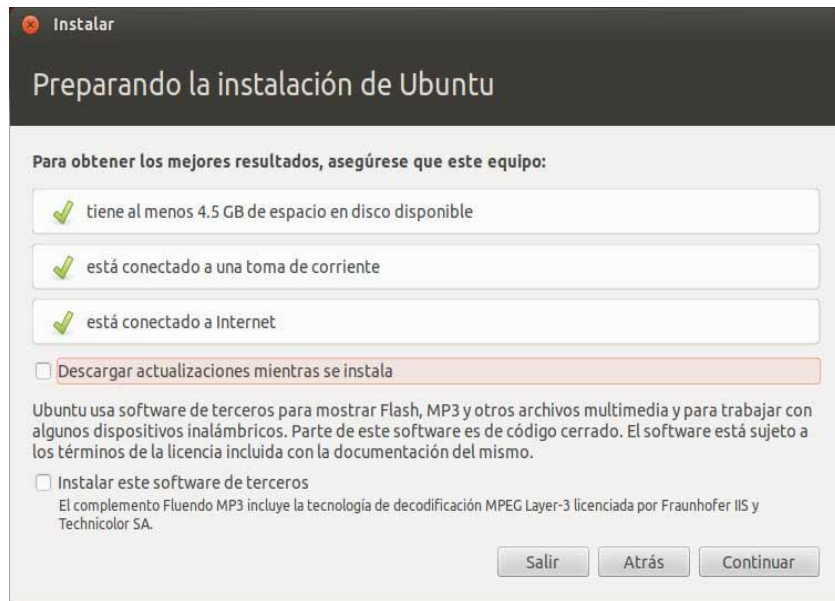 Instalar
Preparando la instalación de Ubuntu
Para obtener los mejores resultados, asegúrese que este equipo:
tiene al menos 4.5 GB de espacio en disco disponible
está conectado a una toma de corriente
está conectado a Internet
Descargar actualizaciones mientras se instala
Ubuntu usa software de terceros para mostrar Flash, MP3 y otros archivos multimedia y para trabajar con
algunos dispositivos inalámbricos. Parte de este software es de código cerrado. El software está sujeto a
los términos de la licencia incluida con la documentación del mismo.
Instalar este software de terceros
El complemento Fluendo MP3 incluye la tecnología de decodificación MPEG Layer-3 licenciada por Fraunhofer IIS y
Technicolor SA.
Salir Atrás Continuar